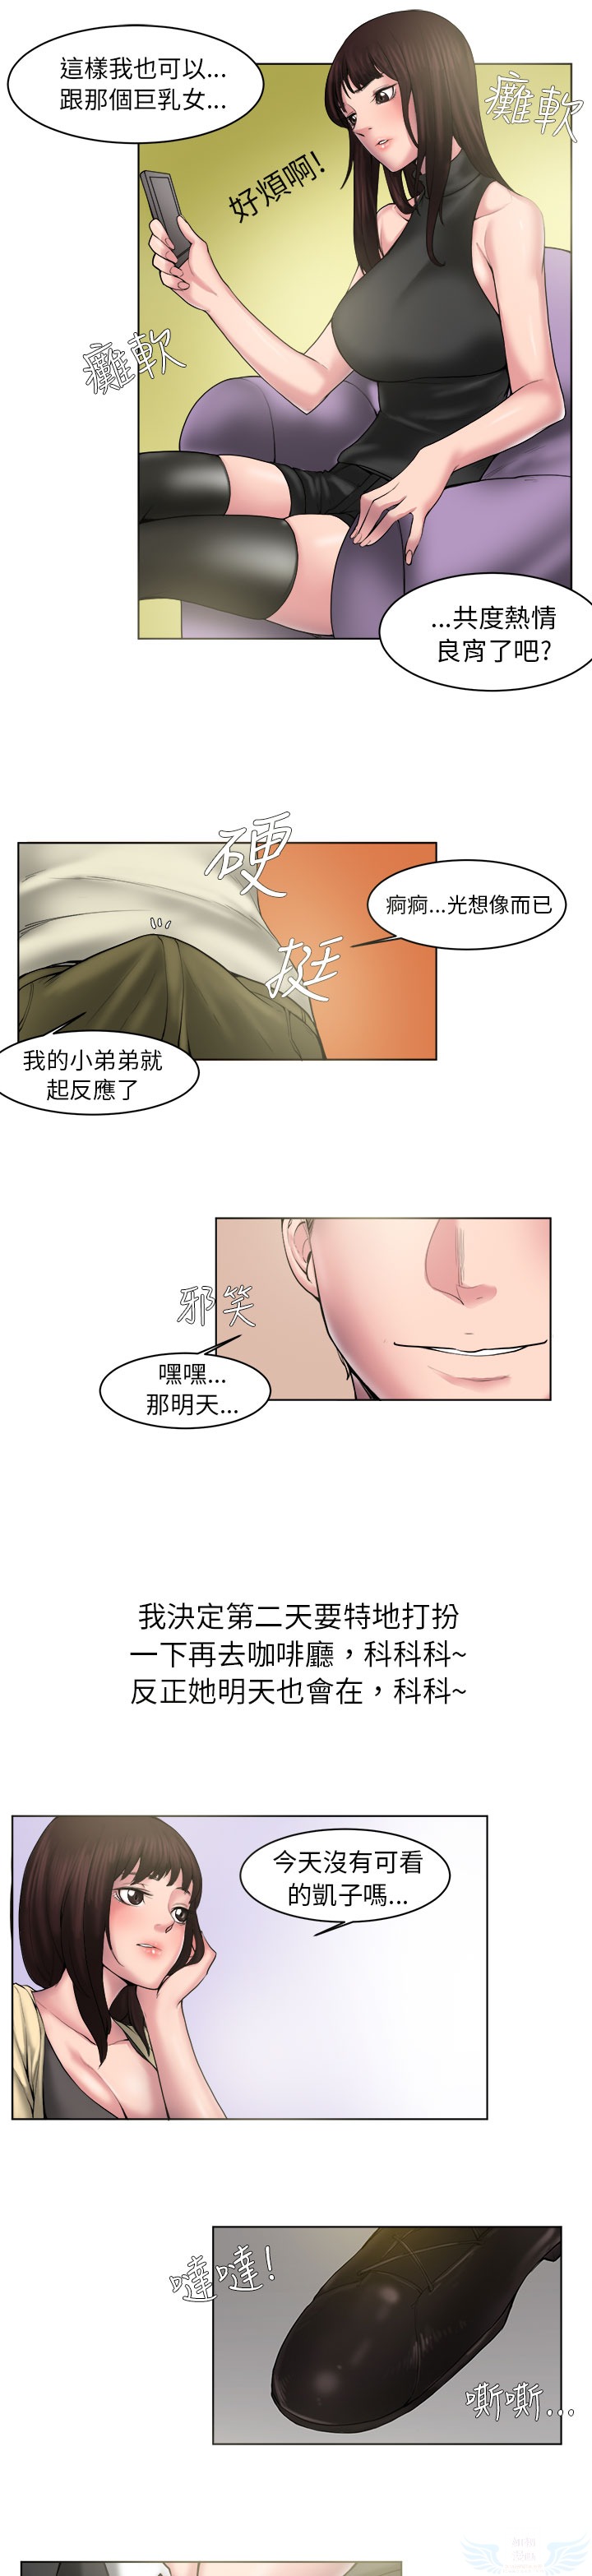 這樣我也可以...
跟那個巨乳女...
癱軟
好煩啊!
癱軟
...共度熱情
良宵了吧?
硬
挺
痾痾...光想像而已
我的小弟弟就
起反應了
邪笑
嘿嘿...
那明天...
我決定第二天要特地打扮
一下再去咖啡廳，科科科~
反正她明天也會在，科科~
今天沒有可看
的凱子嗎...
噠噠!
嘶嘶...